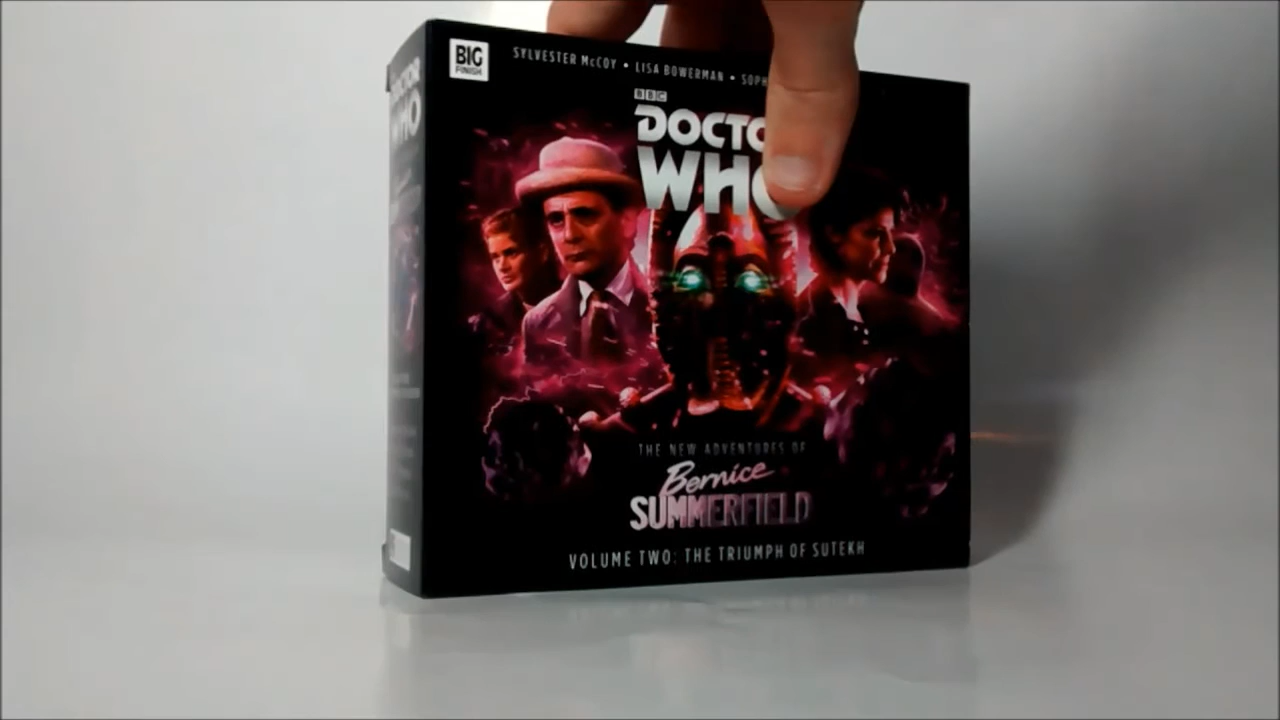 BIG
FINISH
SYLVESTER McCOY • LISA BOWERMAN • SOPH
BBC
DOCTO
WHO
DOCTOR
WHO
THE NEW ADVENTURES OF
Bernice
SUMMERFIELD
VOLUME TWO: THE TRIUMPH OF SUTEKH